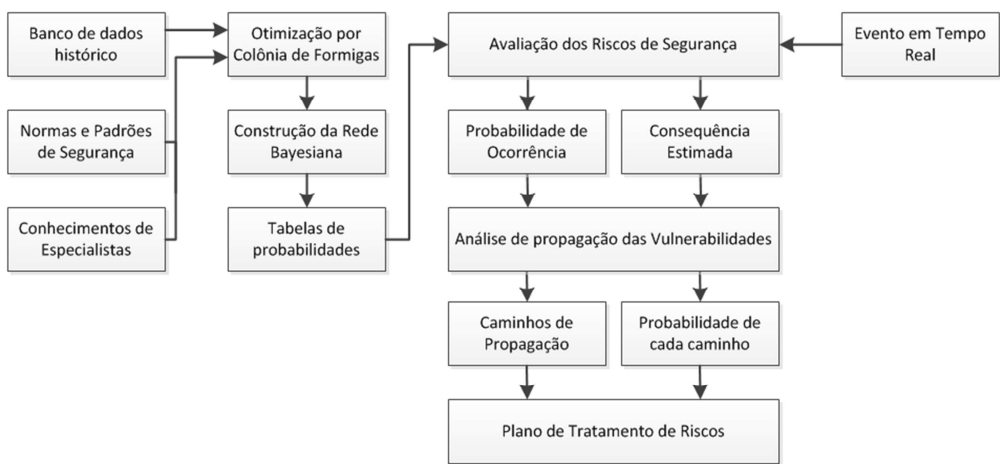 Banco de dados
histórico
Otimização por
Colônia de Formigas
Avaliação dos Riscos de Segurança
Evento em Tempo
Real
Normas e Padrões
de Segurança
Construção da Rede
Bayesiana
Probabilidade de
Ocorrência
Consequência
Estimada
Conhecimentos de
Especialistas
Tabelas de
probabilidades
Análise de propagação das Vulnerabilidades
Caminhos de
Propagação
Probabilidade de
cada caminho
Plano de Tratamento de Riscos